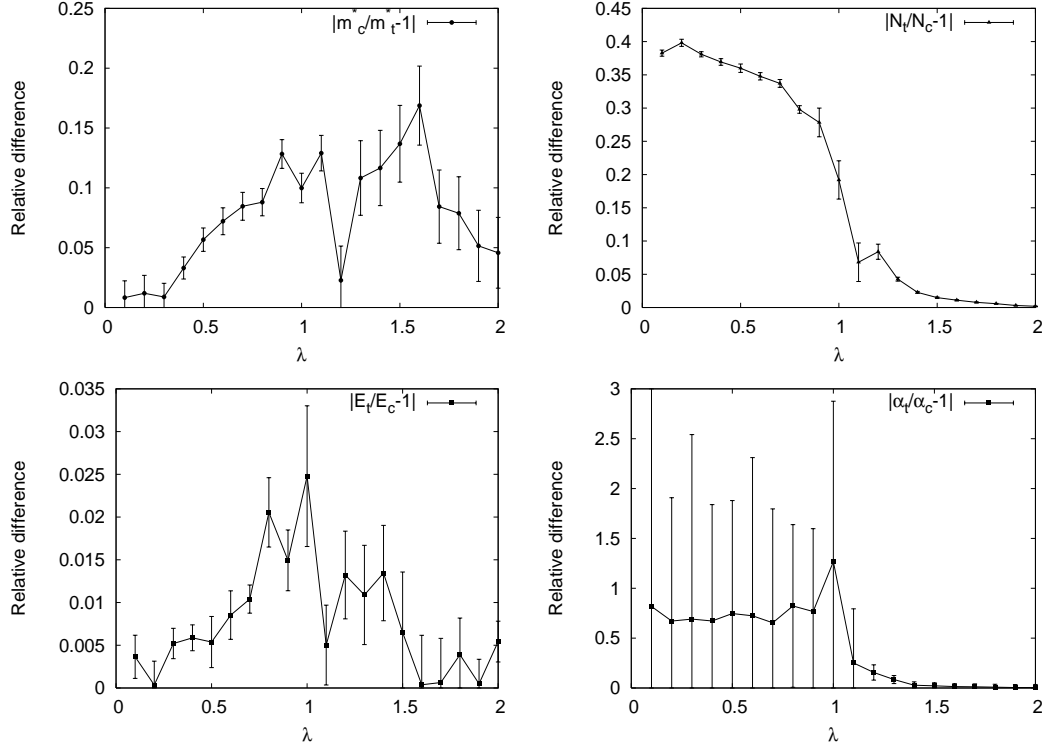 |m*c/m*t-1|
Relative difference
0.25
0.2
0.15
0.1
0.05
0
0 0.5 1 1.5 2
λ
|Nt/Nc-1|
Relative difference
0.45
0.4
0.35
0.3
0.25
0.2
0.15
0.1
0.05
0
0 0.5 1 1.5 2
λ
|Et/Ec-1|
Relative difference
0.035
0.03
0.025
0.02
0.015
0.01
0.005
0
0 0.5 1 1.5 2
λ
|αt/αc-1|
Relative difference
3
2.5
2
1.5
1
0.5
0
0 0.5 1 1.5 2
λ